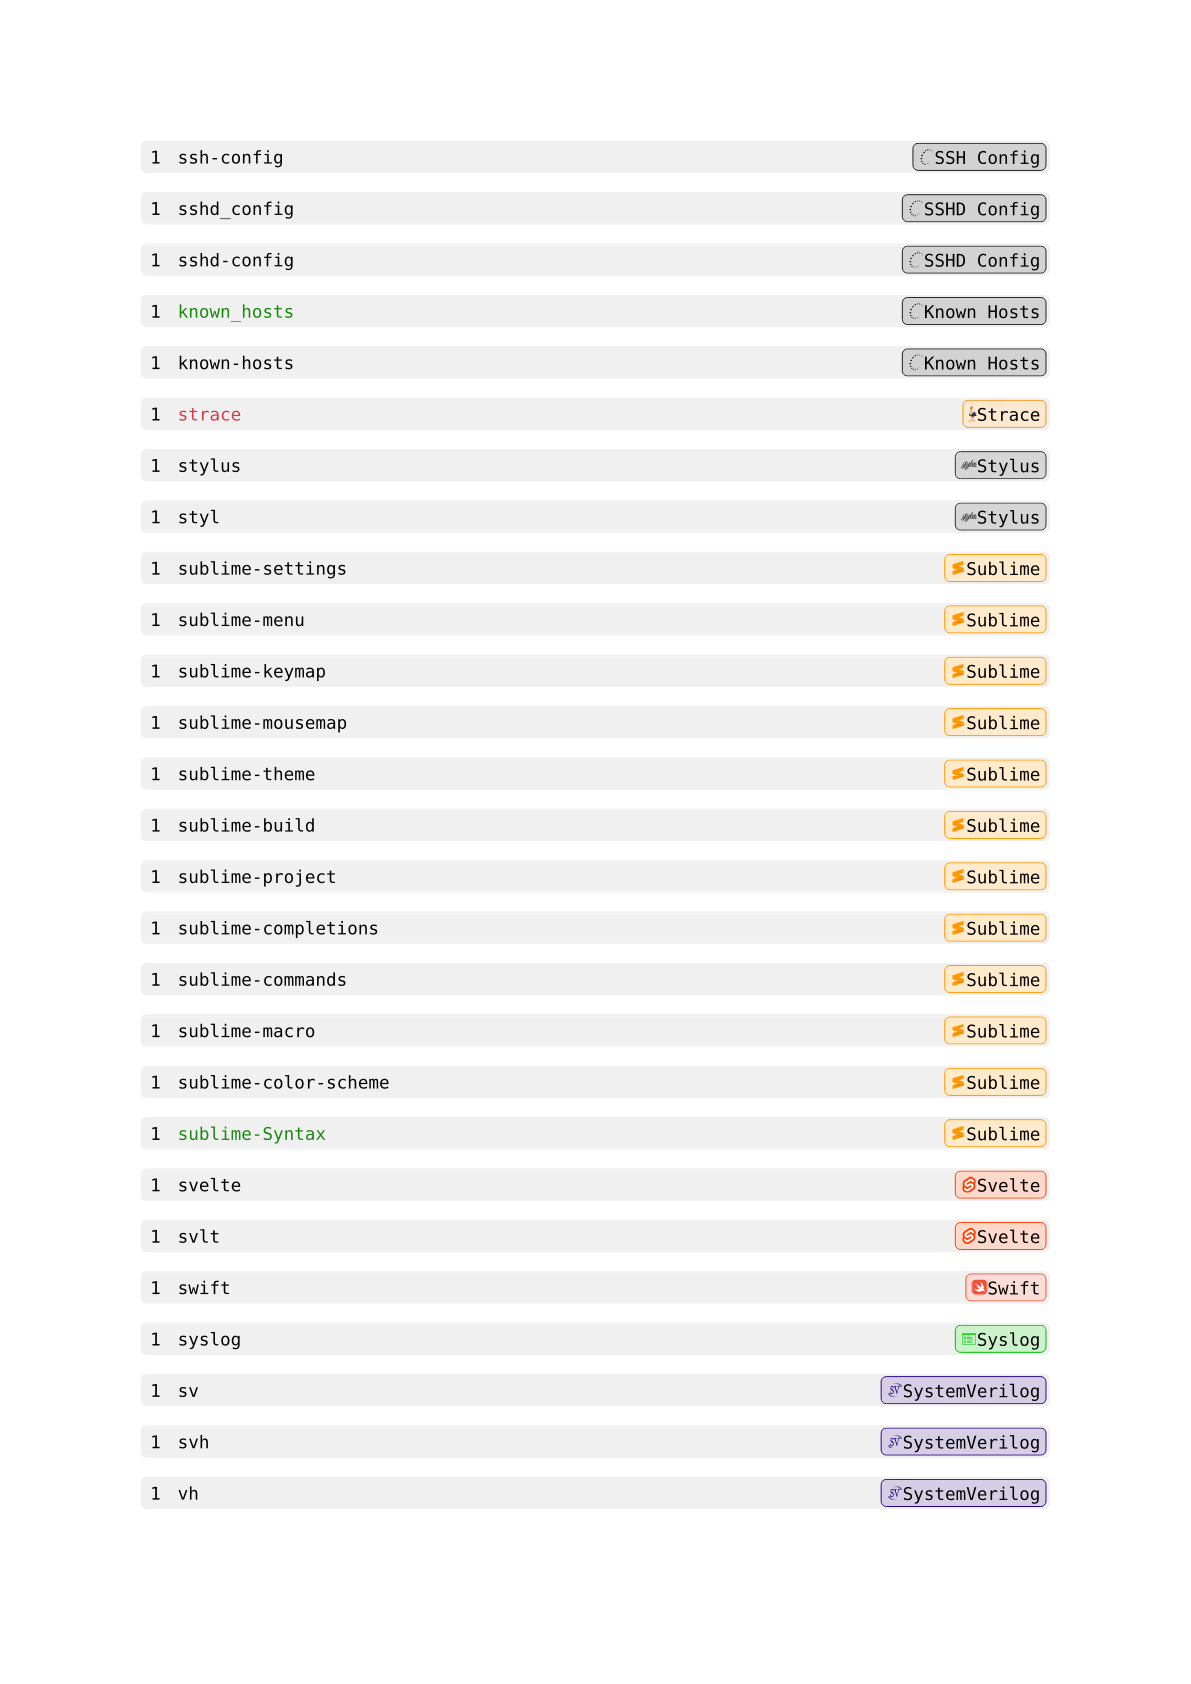 1 ssh-config SSH Config
1 sshd_config SSHD Config
1 sshd-config SSHD Config
1 known_hosts Known Hosts
1 known-hosts Known Hosts
1 strace Strace
1 stylus Stylus
1 styl Stylus
1 sublime-settings Sublime
1 sublime-menu Sublime
1 sublime-keymap Sublime
1 sublime-mousemap Sublime
1 sublime-theme Sublime
1 sublime-build Sublime
1 sublime-project Sublime
1 sublime-completions Sublime
1 sublime-commands Sublime
1 sublime-macro Sublime
1 sublime-color-scheme Sublime
1 sublime-Syntax Sublime
1 svelte Svelte
1 svlt Svelte
1 swift Swift
1 syslog Syslog
1 sv SystemVerilog
1 svh SystemVerilog
1 vh SystemVerilog